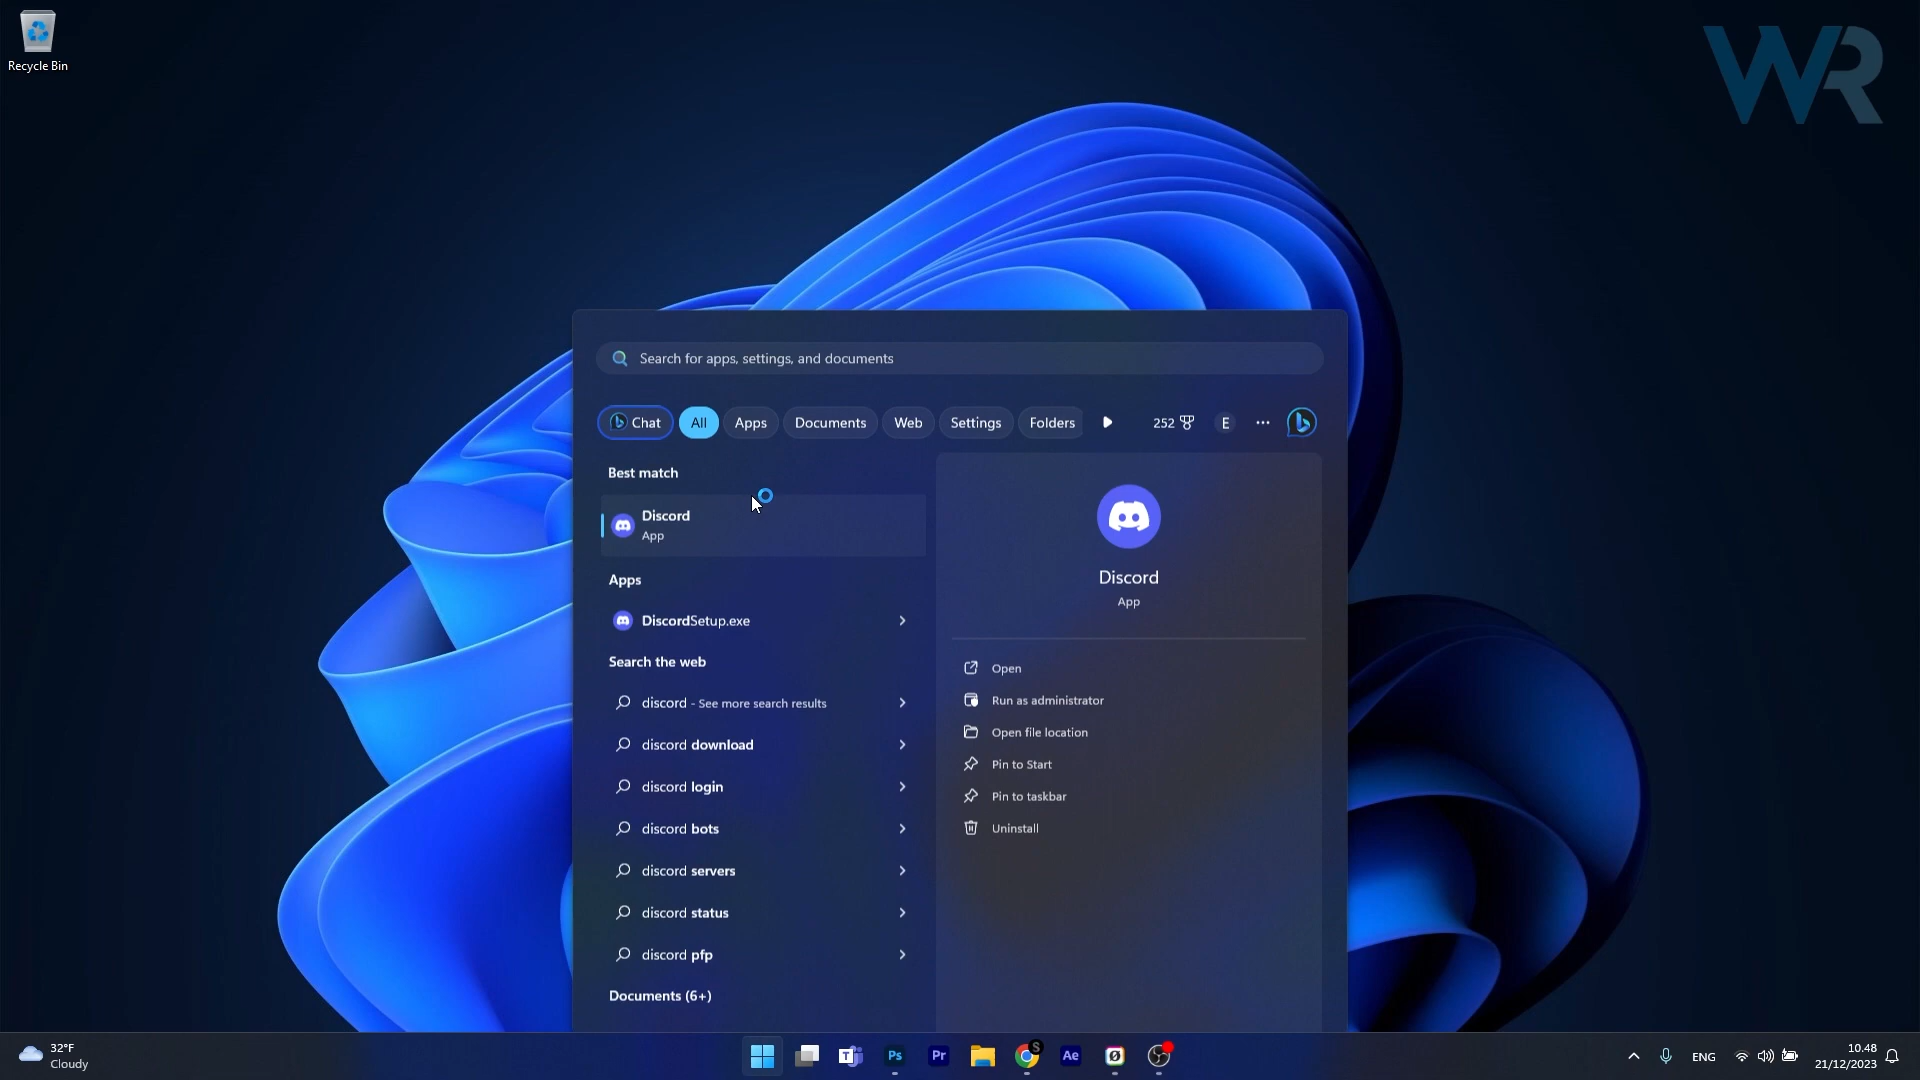 Recycle Bin
WR
Search for apps, settings, and documents
Chat
All
Apps
Documents
Web
Settings
Folders
252
E
Best match
Discord
App
Apps
DiscordSetup.exe
Search the web
discord - See more search results
discord download
discord login
discord bots
discord servers
discord status
discord pfp
Documents (6+)
Discord
App
Open
Run as administrator
Open file location
Pin to Start
Pin to taskbar
Uninstall
32°F
Cloudy
T
Ps
Pr
S
Ae
ENG
10.48
21/12/2023